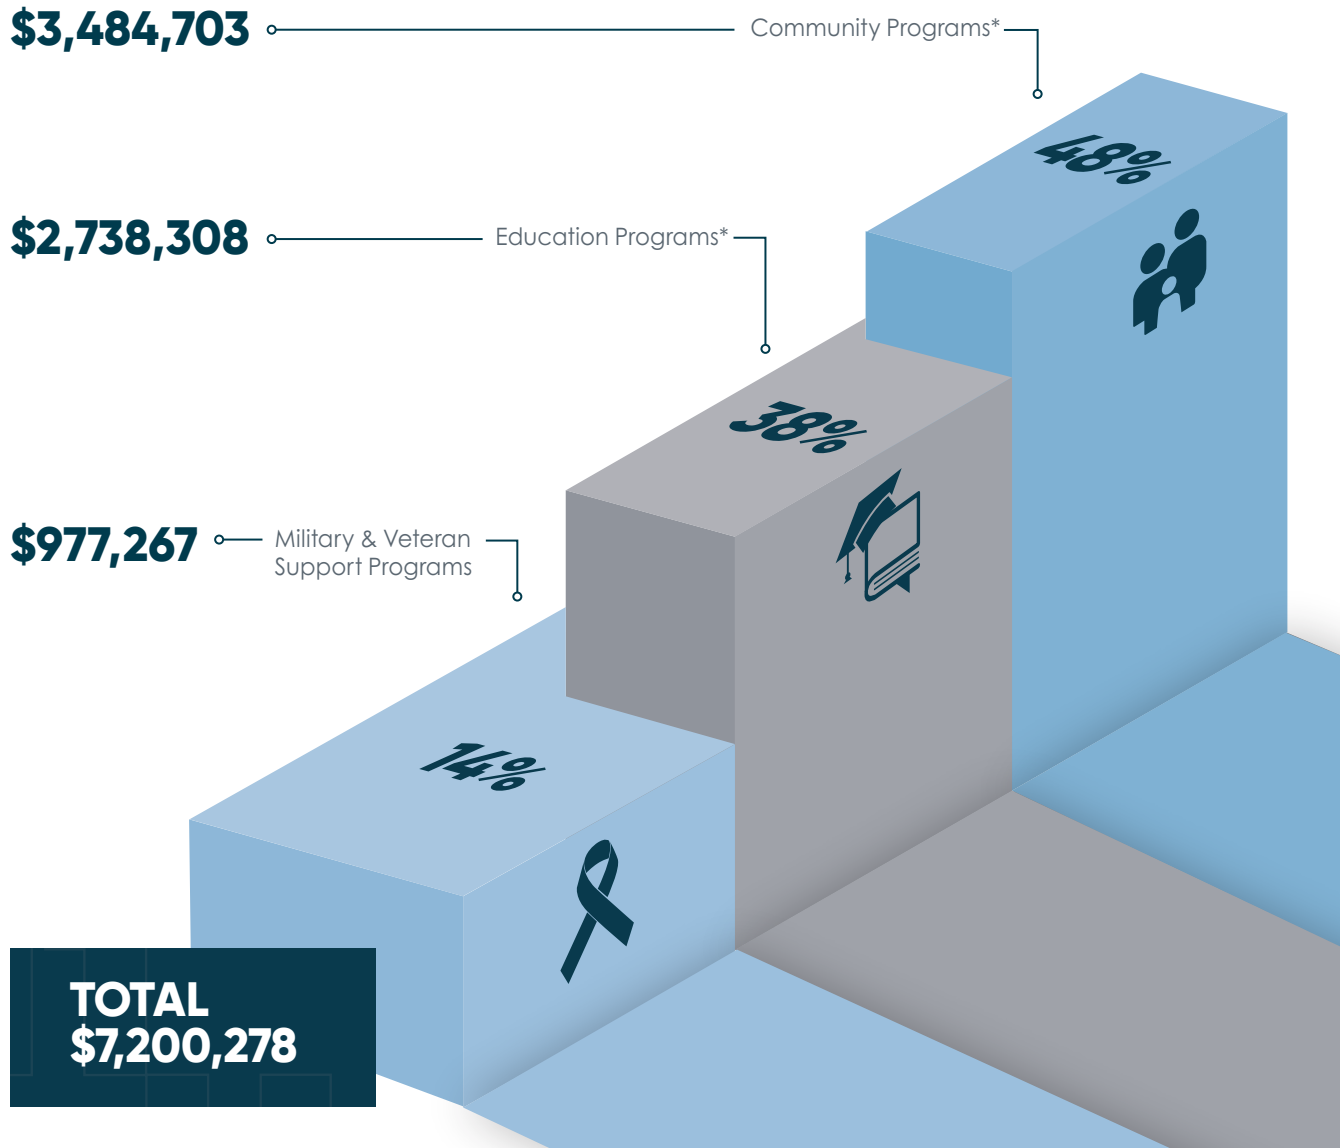 $3,484,703
Community Programs*
48%
$2,738,308
Education Programs*
38%
$977,267
Military & Veteran
Support Programs
14%
TOTAL
$7,200,278